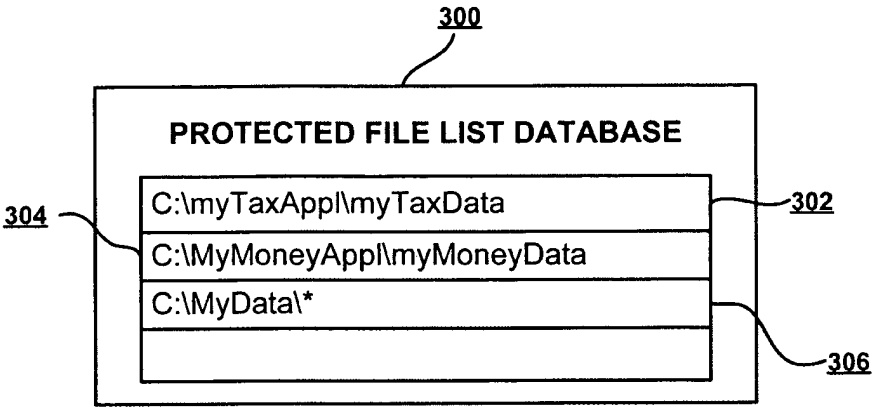 300
PROTECTED FILE LIST DATABASE
C:\myTaxAppl\myTaxData
302
304
C:\MyMoneyAppl\myMoneyData
C:\MyData\*
306